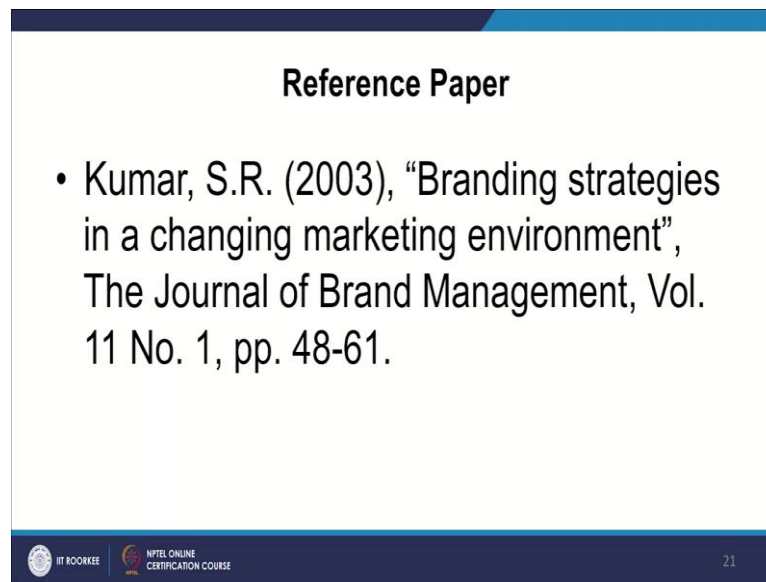 Reference Paper
• Kumar, S.R. (2003), “Branding strategies
in a changing marketing environment”,
The Journal of Brand Management, Vol.
11 No. 1, pp. 48-61.
IIT ROORKEE
NPTEL ONLINE
CERTIFICATION COURSE
NPTEL
21